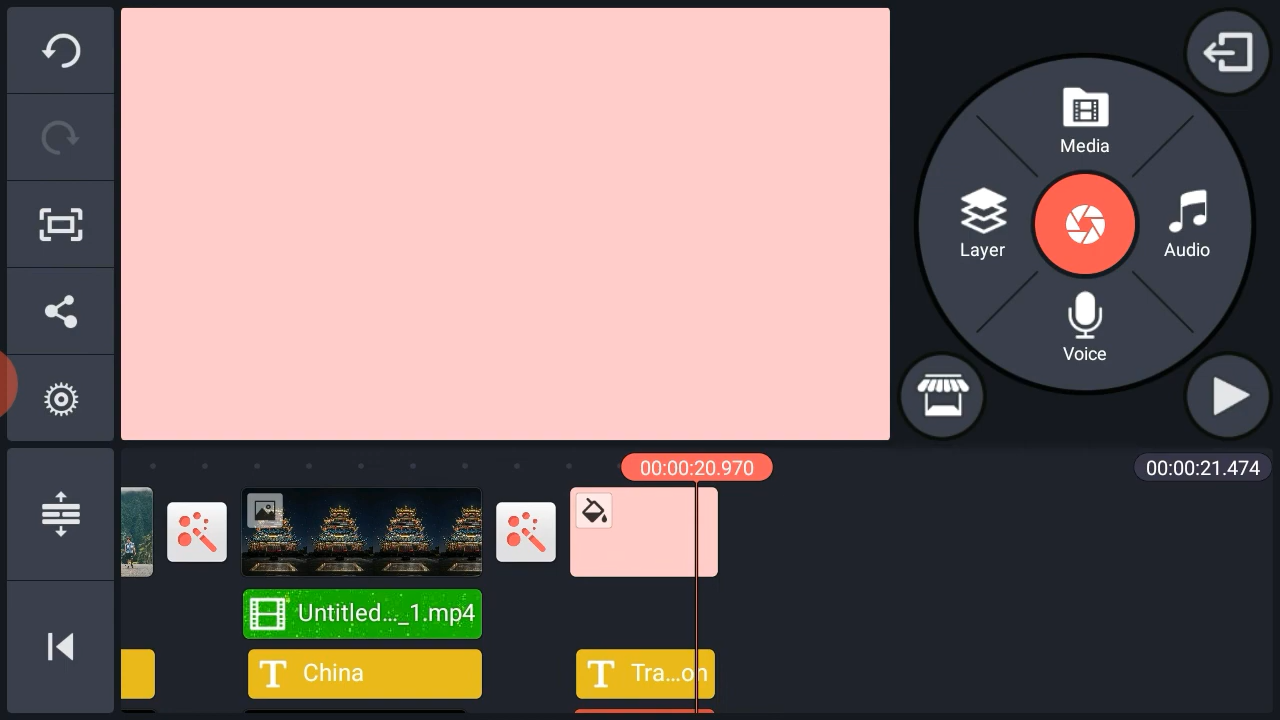 Media
Layer
Audio
Voice
00:00:20.970
00:00:21.474
Untitled..._1.mp4
T China
T Tra...on